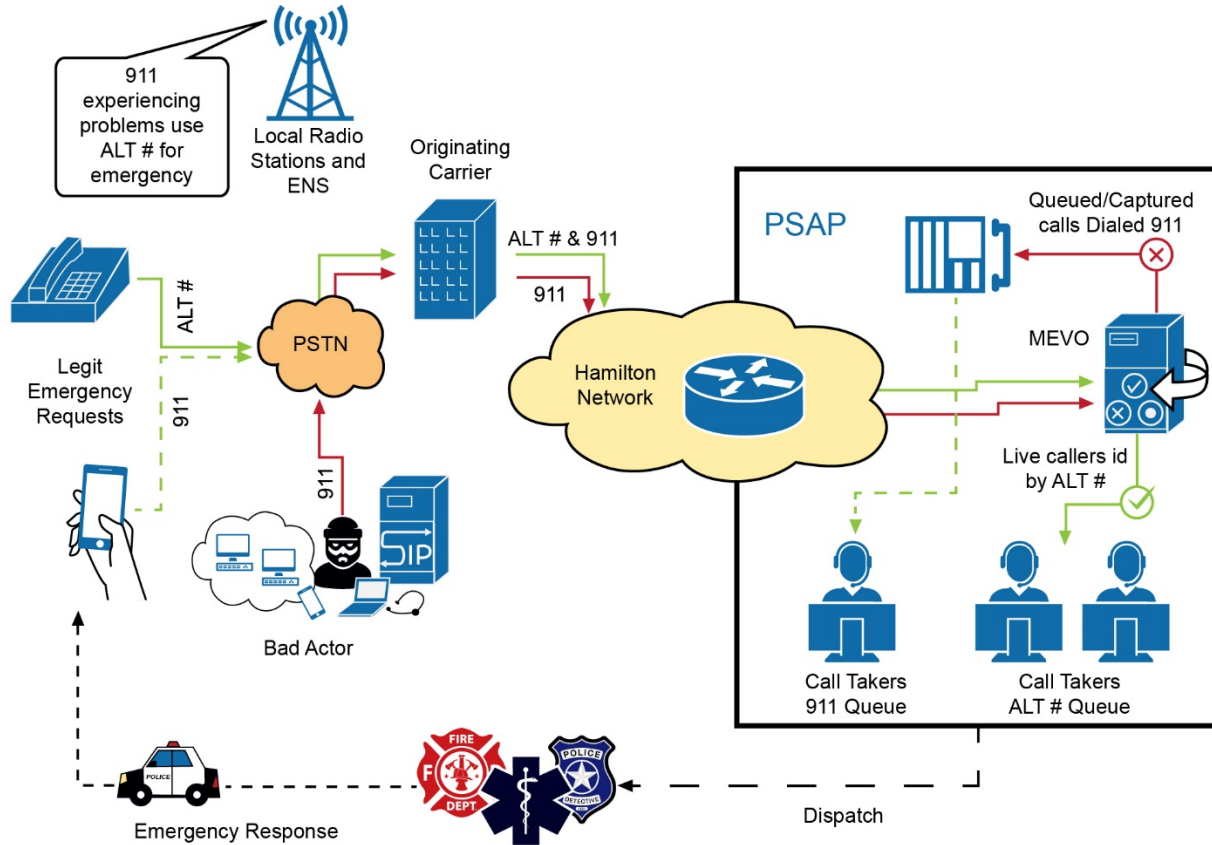 911
experiencing
problems use
ALT # for
emergency
Local Radio
Stations and
ENS
Originating
Carrier
ALT # & 911
911
PSAP
Queued/Captured
calls Dialed 911
MEVO
ALT #
Legit
Emergency
Requests
911
PSTN
Hamilton
Network
Live callers id
by ALT #
911
SIP
Bad Actor
Call Takers
911 Queue
Call Takers
ALT # Queue
POLICE
Emergency Response
FIRE
F
DEPT
POLICE
DETECTIVE
Dispatch